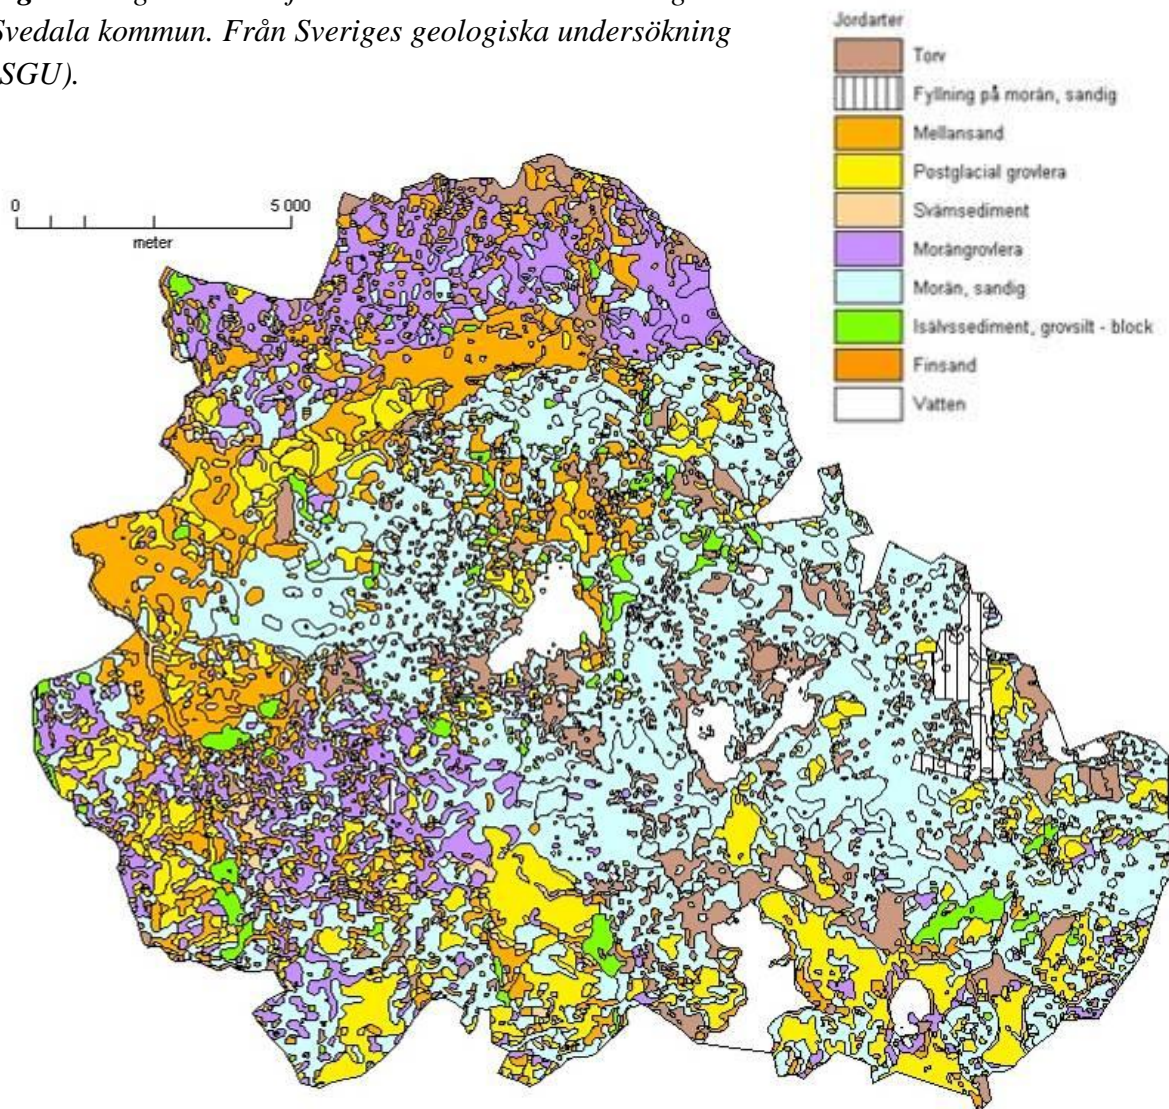 Svedala kommun. Från Sveriges geologiska undersökning
SGU).
Jordarter
Torv
Fyllning på morän, sandig
Mellansand
Postglacial grovlera
Svämsediment
Morängrovlera
Morän, sandig
Isälvssediment, grovsilt - block
Finsand
Vatten
0 5 000
meter